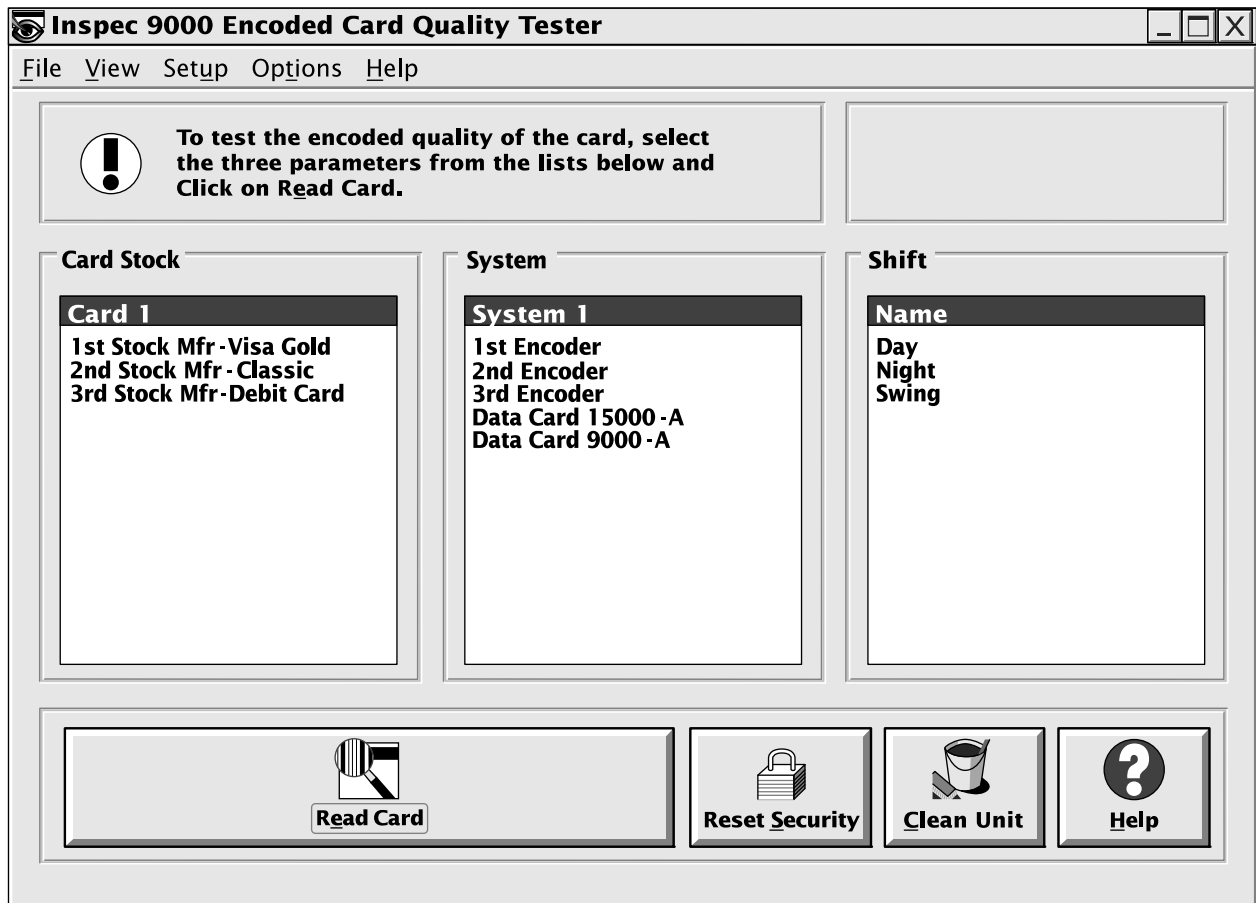 Inspec 9000 Encoded Card Quality Tester
File View Setup Options Help
To test the encoded quality of the card, select
the three parameters from the lists below and
Click on Read Card.
Card Stock
Card 1
1st Stock Mfr-Visa Gold
2nd Stock Mfr-Classic
3rd Stock Mfr-Debit Card
System
System 1
1st Encoder
2nd Encoder
3rd Encoder
Data Card 15000-A
Data Card 9000-A
Shift
Name
Day
Night
Swing
Read Card
Reset Security
Clean Unit
Help